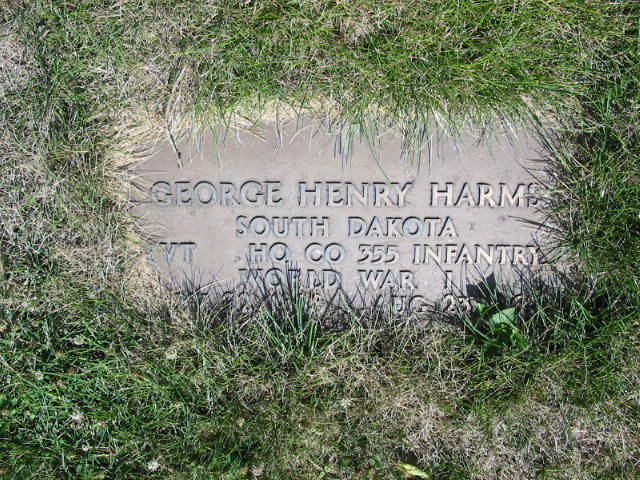 GEORGE HENRY HARMS
SOUTH DAKOTA
PVT HQ CO 355 INFANTRY
WORLD WAR I